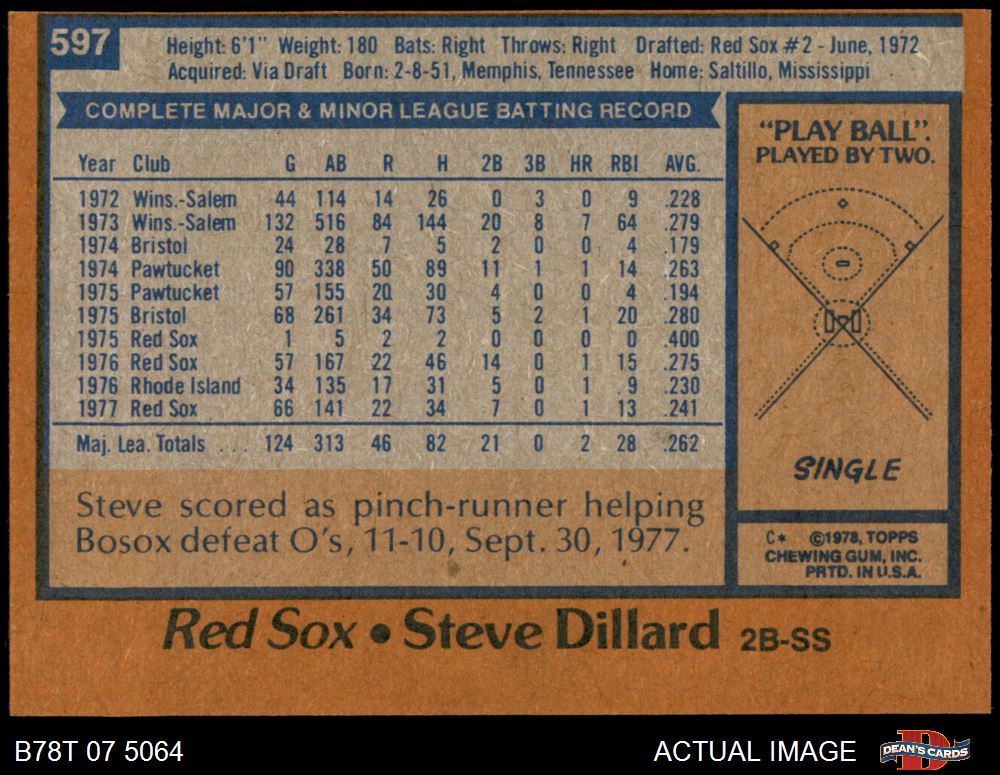 597
Height: 6'1" Weight: 180 Bats: Right Throws: Right Drafted: Red Sox #2 - June, 1972
Acquired: Via Draft Born: 2-8-51, Memphis, Tennessee Home: Saltillo, Mississippi
COMPLETE MAJOR & MINOR LEAGUE BATTING RECORD
Year Club G AB R H 2B 3B HR RBI AVG.
1972 Wins.-Salem 44 114 14 26 0 3 0 9 .228
1973 Wins.-Salem 132 516 84 144 20 8 7 64 .279
1974 Bristol 24 28 7 5 2 0 0 4 .179
1974 Pawtucket 90 338 50 89 11 1 1 14 .263
1975 Pawtucket 57 155 20 30 4 0 0 4 .194
1975 Bristol 68 261 34 73 5 2 1 20 .280
1975 Red Sox 1 5 2 2 0 0 0 0 .400
1976 Red Sox 57 167 22 46 14 0 1 15 .275
1976 Rhode Island 34 135 17 31 5 0 1 9 .230
1977 Red Sox 66 141 22 34 7 0 1 13 .241
Maj. Lea. Totals . . . 124 313 46 82 21 0 2 28 .262
Steve scored as pinch-runner helping
Bosox defeat O's, 11-10, Sept. 30, 1977.
"PLAY BALL".
PLAYED BY TWO.
SINGLE
C* ©1978, TOPPS
CHEWING GUM, INC.
PRTD. IN U.S.A.
Red Sox • Steve Dillard 2B-SS
B78T 07 5064
ACTUAL IMAGE
D
DEAN'S CARDS